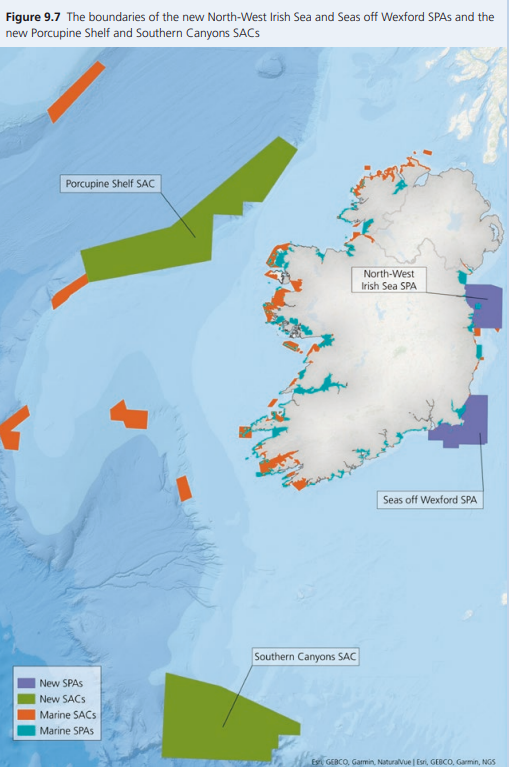 Figure 9.7 The boundaries of the new North-West Irish Sea and Seas off Wexford SPAs and the
new Porcupine Shelf and Southern Canyons SACs
Porcupine Shelf SAC
North-West
Irish Sea SPA
Seas off Wexford SPA
Southern Canyons SAC
New SPAs
New SACs
Marine SACs
Marine SPAs
Esri, GEBCO, Garmin, NaturalVue | Esri, GEBCO, Garmin, NGS